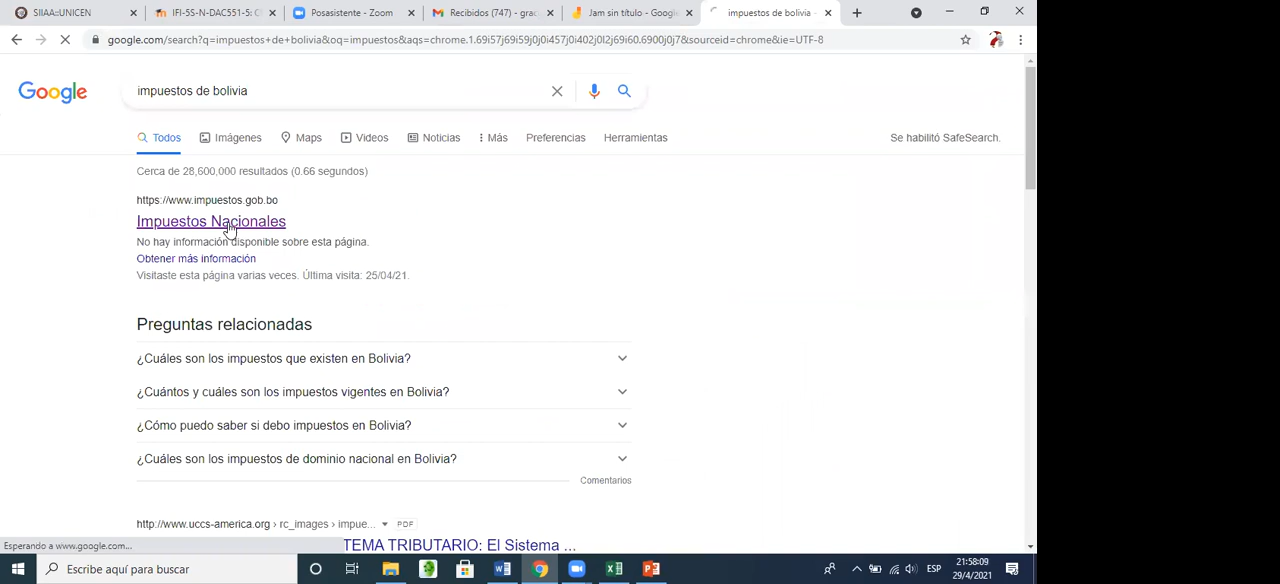 SIIAA::UNICEN
IFI-5S-N-DAC551-5: C
Posasistente - Zoom
Recibidos (747) - grac
Jam sin título - Google
impuestos de bolivia -
google.com/search?q=impuestos+de+bolivia&oq=impuestos&aqs=chrome.1.69i57j69i59j0j0i457j0i402j0l2j69i60.6900j0j7&sourceid=chrome&ie=UTF-8
Google
impuestos de bolivia
Todos Imágenes Maps Videos Noticias Más Preferencias Herramientas Se habilitó SafeSearch.
Cerca de 28,600,000 resultados (0.66 segundos)
https://www.impuestos.gob.bo
Impuestos Nacionales
No hay información disponible sobre esta página.
Obtener más información
Visitaste esta página varias veces. Última visita: 25/04/21.
Preguntas relacionadas
¿Cuáles son los impuestos que existen en Bolivia?
¿Cuántos y cuáles son los impuestos vigentes en Bolivia?
¿Cómo puedo saber si debo impuestos en Bolivia?
¿Cuáles son los impuestos de dominio nacional en Bolivia?
Comentarios
http://www.uccs-america.org › rc_images › impue... PDF
TEMA TRIBUTARIO: El Sistema ...
Esperando a www.google.com...
Escribe aquí para buscar
ESP
21:58:09
29/4/2021